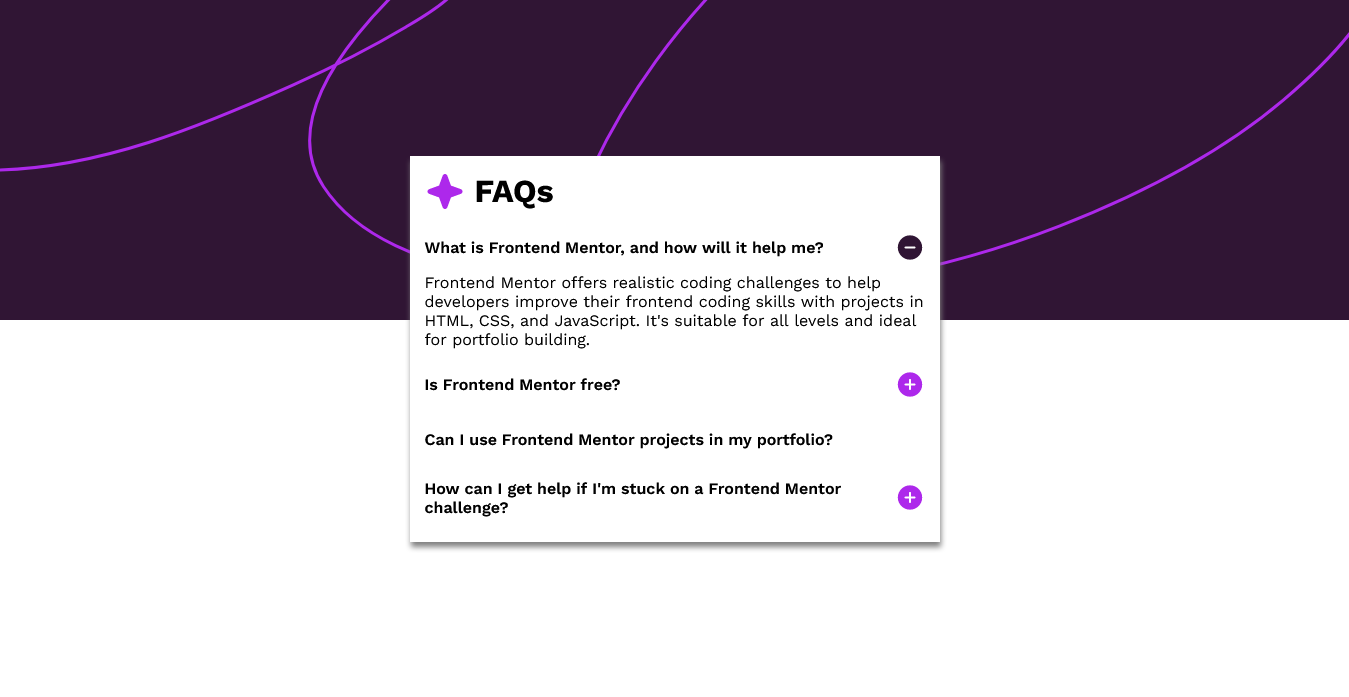 FAQs
What is Frontend Mentor, and how will it help me?
Frontend Mentor offers realistic coding challenges to help
developers improve their frontend coding skills with projects in
HTML, CSS, and JavaScript. It's suitable for all levels and ideal
for portfolio building.
Is Frontend Mentor free?
Can I use Frontend Mentor projects in my portfolio?
How can I get help if I'm stuck on a Frontend Mentor
challenge?